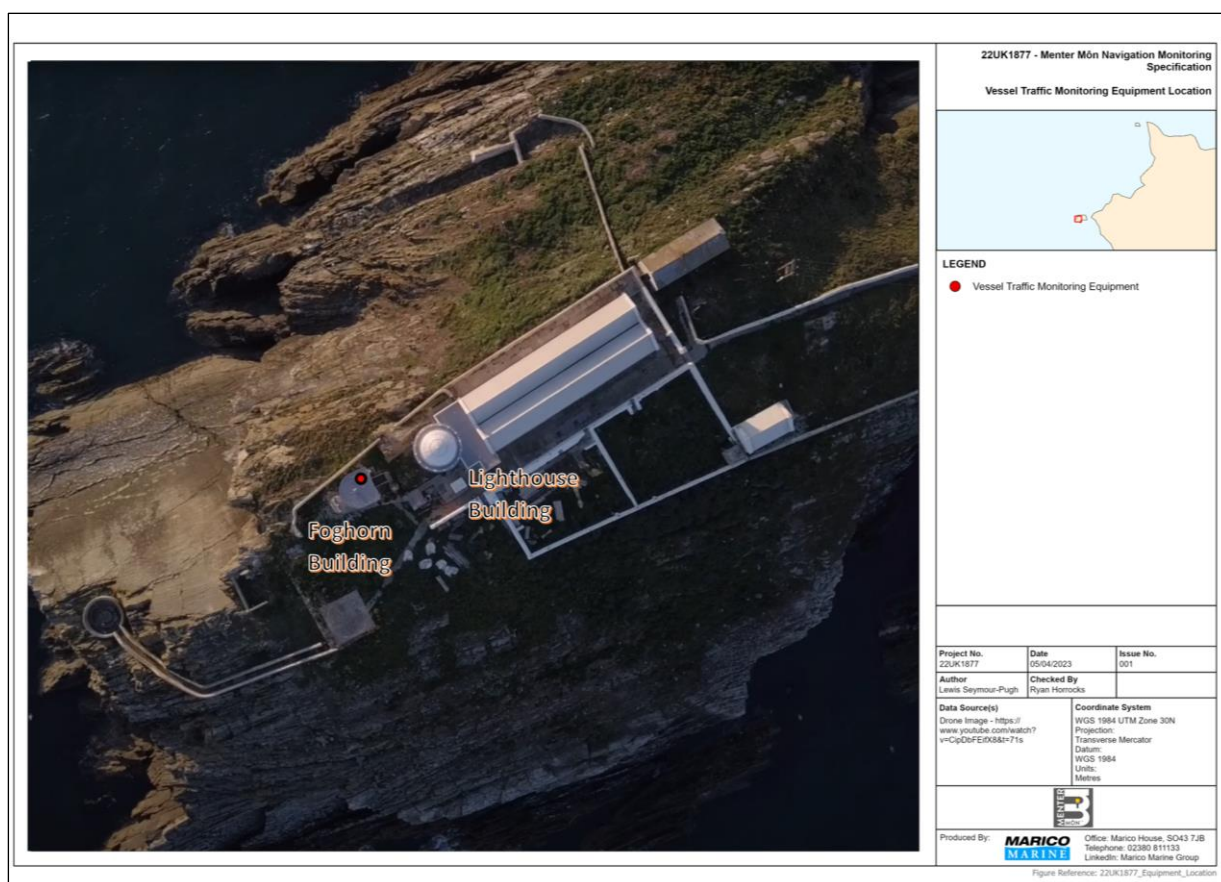 22UK1877 - Menter Môn Navigation Monitoring
Specification
Vessel Traffic Monitoring Equipment Location
LEGEND
Vessel Traffic Monitoring Equipment
Lighthouse
Building
Foghorn
Building
Project No.
22UK1877
Date
05/04/2023
Issue No.
001
Author
Lewis Seymour-Pugh
Checked By
Ryan Horrocks
Data Source(s)
Drone Image - https://
www.youtube.com/watch?
v=CipDbFEifX8&t=71s
Coordinate System
WGS 1984 UTM Zone 30N
Projection:
Transverse Mercator
Datum:
WGS 1984
Units:
Metres
MENTER
MÔN
Produced By:
MARICO
MARINE
Office: Marico House, SO43 7JB
Telephone: 02380 811133
LinkedIn: Marico Marine Group
Figure Reference: 22UK1877_Equipment_Location